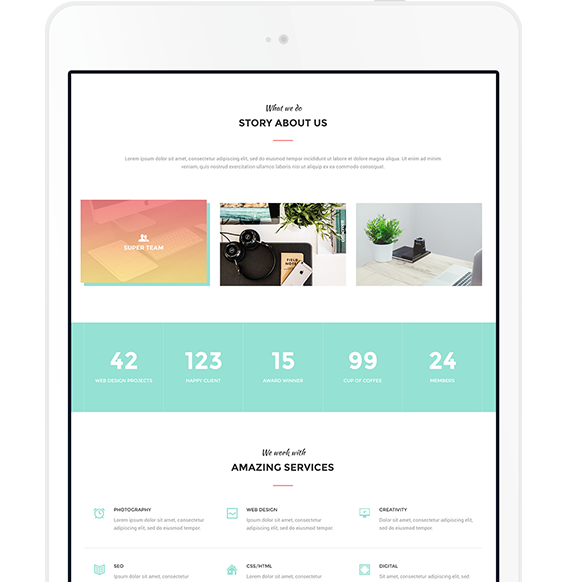 What we do
STORY ABOUT US
Lorem ipsum dolor sit amet, consectetur adipiscing elit, sed do eiusmod tempor incididunt ut labore et dolore magna aliqua. Ut enim ad minim
veniam, quis nostrud exercitation ullamco laboris nisi ut aliquip ex ea commodo consequat.
SUPER TEAM
FIELD NOTES
42
123
15
99
24
WEB DESIGN PROJECTS
HAPPY CLIENT
AWARD WINNER
CUP OF COFFEE
MEMBERS
We work with
AMAZING SERVICES
PHOTOGRAPHY
Lorem ipsum dolor sit amet, consectetur
adipiscing elit, sed do eiusmod tempor.
WEB DESIGN
Lorem ipsum dolor sit amet, consectetur
adipiscing elit, sed do eiusmod tempor.
CREATIVITY
Dolor sit amet, consectetur adipiscing elit,
sed do eiusmod tempor.
SEO
Lorem ipsum dolor sit amet, consectetur
CSS/HTML
Lorem ipsum dolor sit amet, consectetur
DIGITAL
Sit amet, consectetur adipiscing elit, sed do